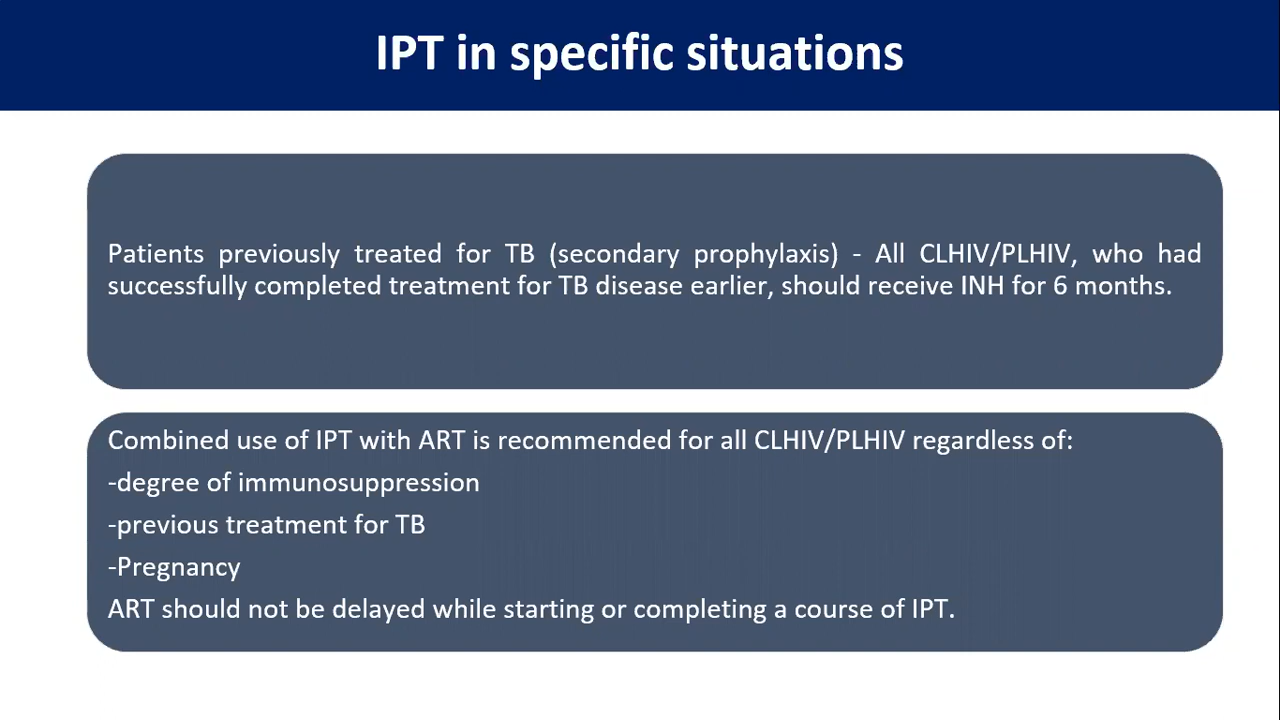 IPT in specific situations
Patients previously treated for TB (secondary prophylaxis) - All CLHIV/PLHIV, who had
successfully completed treatment for TB disease earlier, should receive INH for 6 months.
Combined use of IPT with ART is recommended for all CLHIV/PLHIV regardless of:
-degree of immunosuppression
-previous treatment for TB
-Pregnancy
ART should not be delayed while starting or completing a course of IPT.